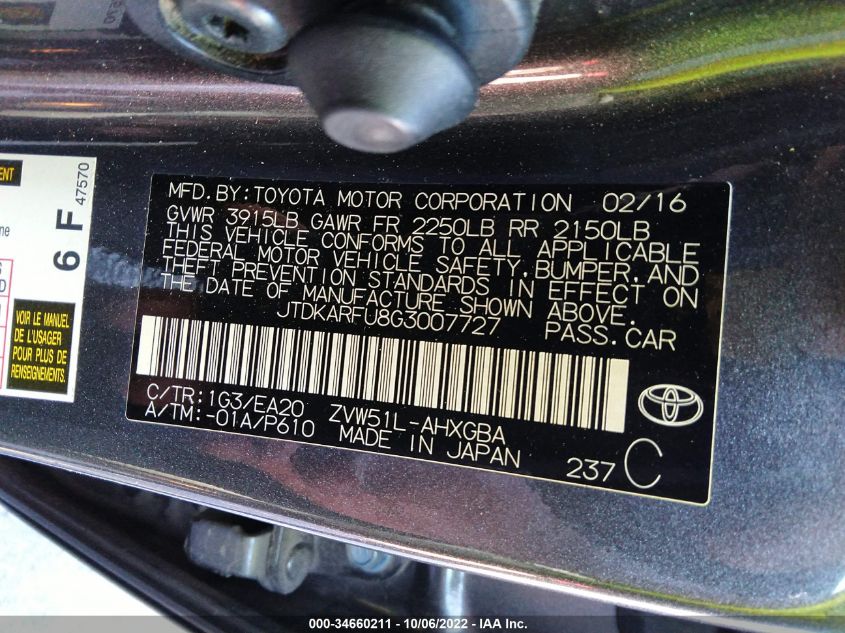 MENT
6 F
47570
ne
D
LE MANUEL
VOIR
DE L'USAGER
POUR PLUS DE
RENSEIGNEMENTS.
MFD.BY:TOYOTA MOTOR CORPORATION 02/16
GVWR 3915LB GAWR FR 2250LB RR 2150LB
THIS VEHICLE CONFORMS TO ALL APPLICABLE
FEDERAL MOTOR VEHICLE SAFETY,BUMPER,AND
THEFT PREVENTION STANDARDS IN EFFECT ON
THE DATE OF MANUFACTURE SHOWN ABOVE.
JTDKARFU8G3007727 PASS.CAR
C/TR:1G3/EA20 ZVW51L-AHXGBA
A/TM:-01A/P610 MADE IN JAPAN
237 C
000-34660211 - 10/06/2022 - IAA Inc.